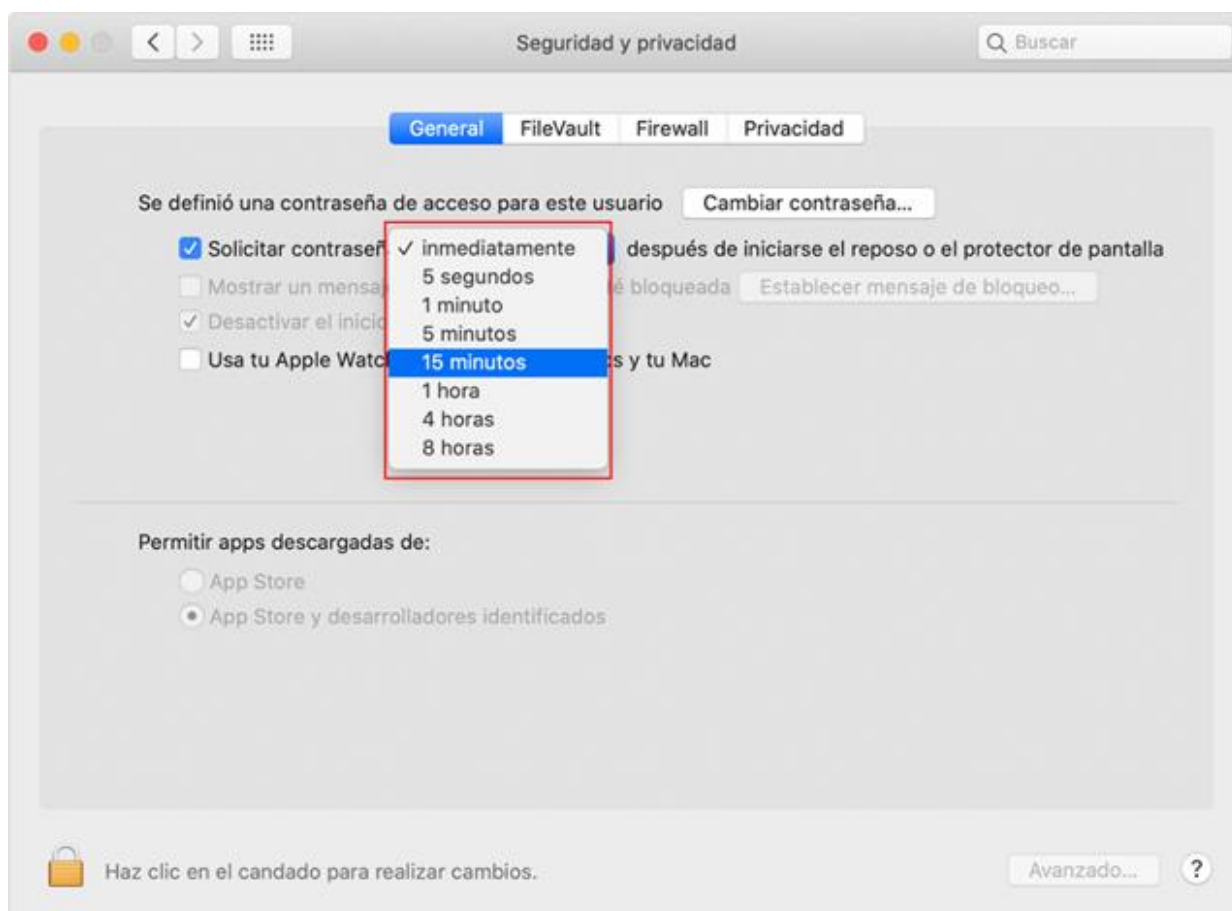 Seguridad y privacidad
Buscar
General FileVault Firewall Privacidad
Se definió una contraseña de acceso para este usuario Cambiar contraseña...
Solicitar contraseñ ✓ inmediatamente después de iniciarse el reposo o el protector de pantalla
5 segundos
Mostrar un mensaj é bloqueada Establecer mensaje de bloqueo...
1 minuto
Desactivar el inicio
5 minutos
Usa tu Apple Watc 15 minutos s y tu Mac
1 hora
4 horas
8 horas
Permitir apps descargadas de:
App Store
App Store y desarrolladores identificados
Haz clic en el candado para realizar cambios.
Avanzado... ?